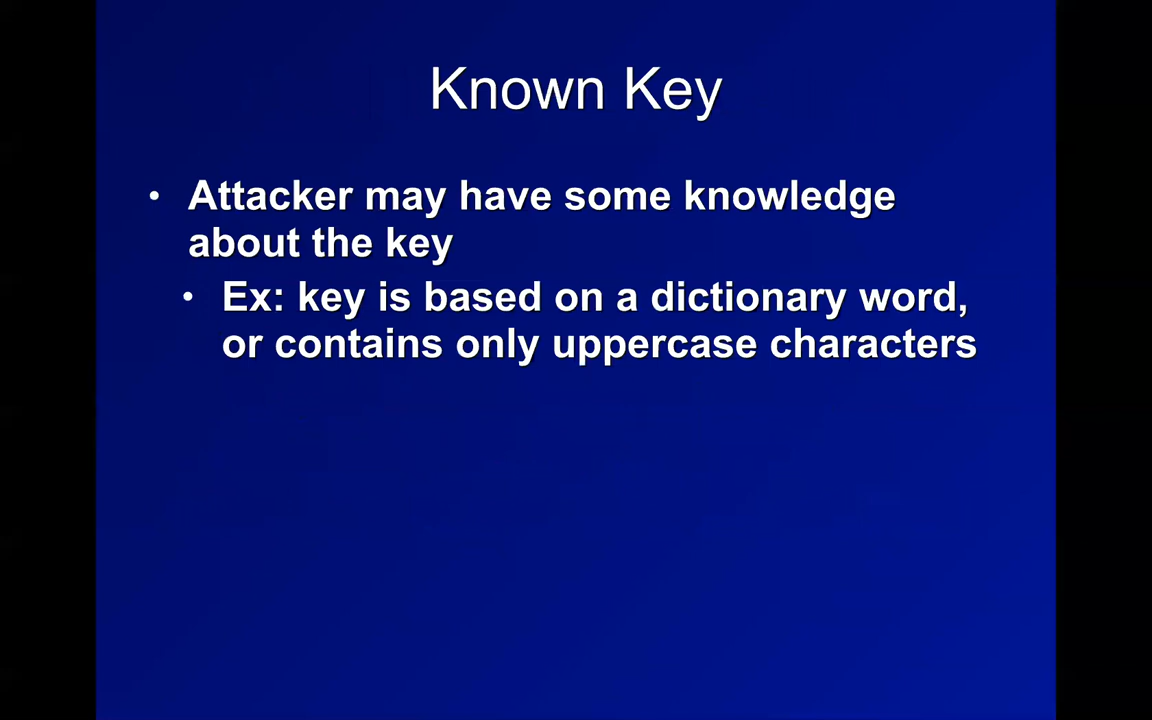 Known Key
• Attacker may have some knowledge
about the key
• Ex: key is based on a dictionary word,
or contains only uppercase characters